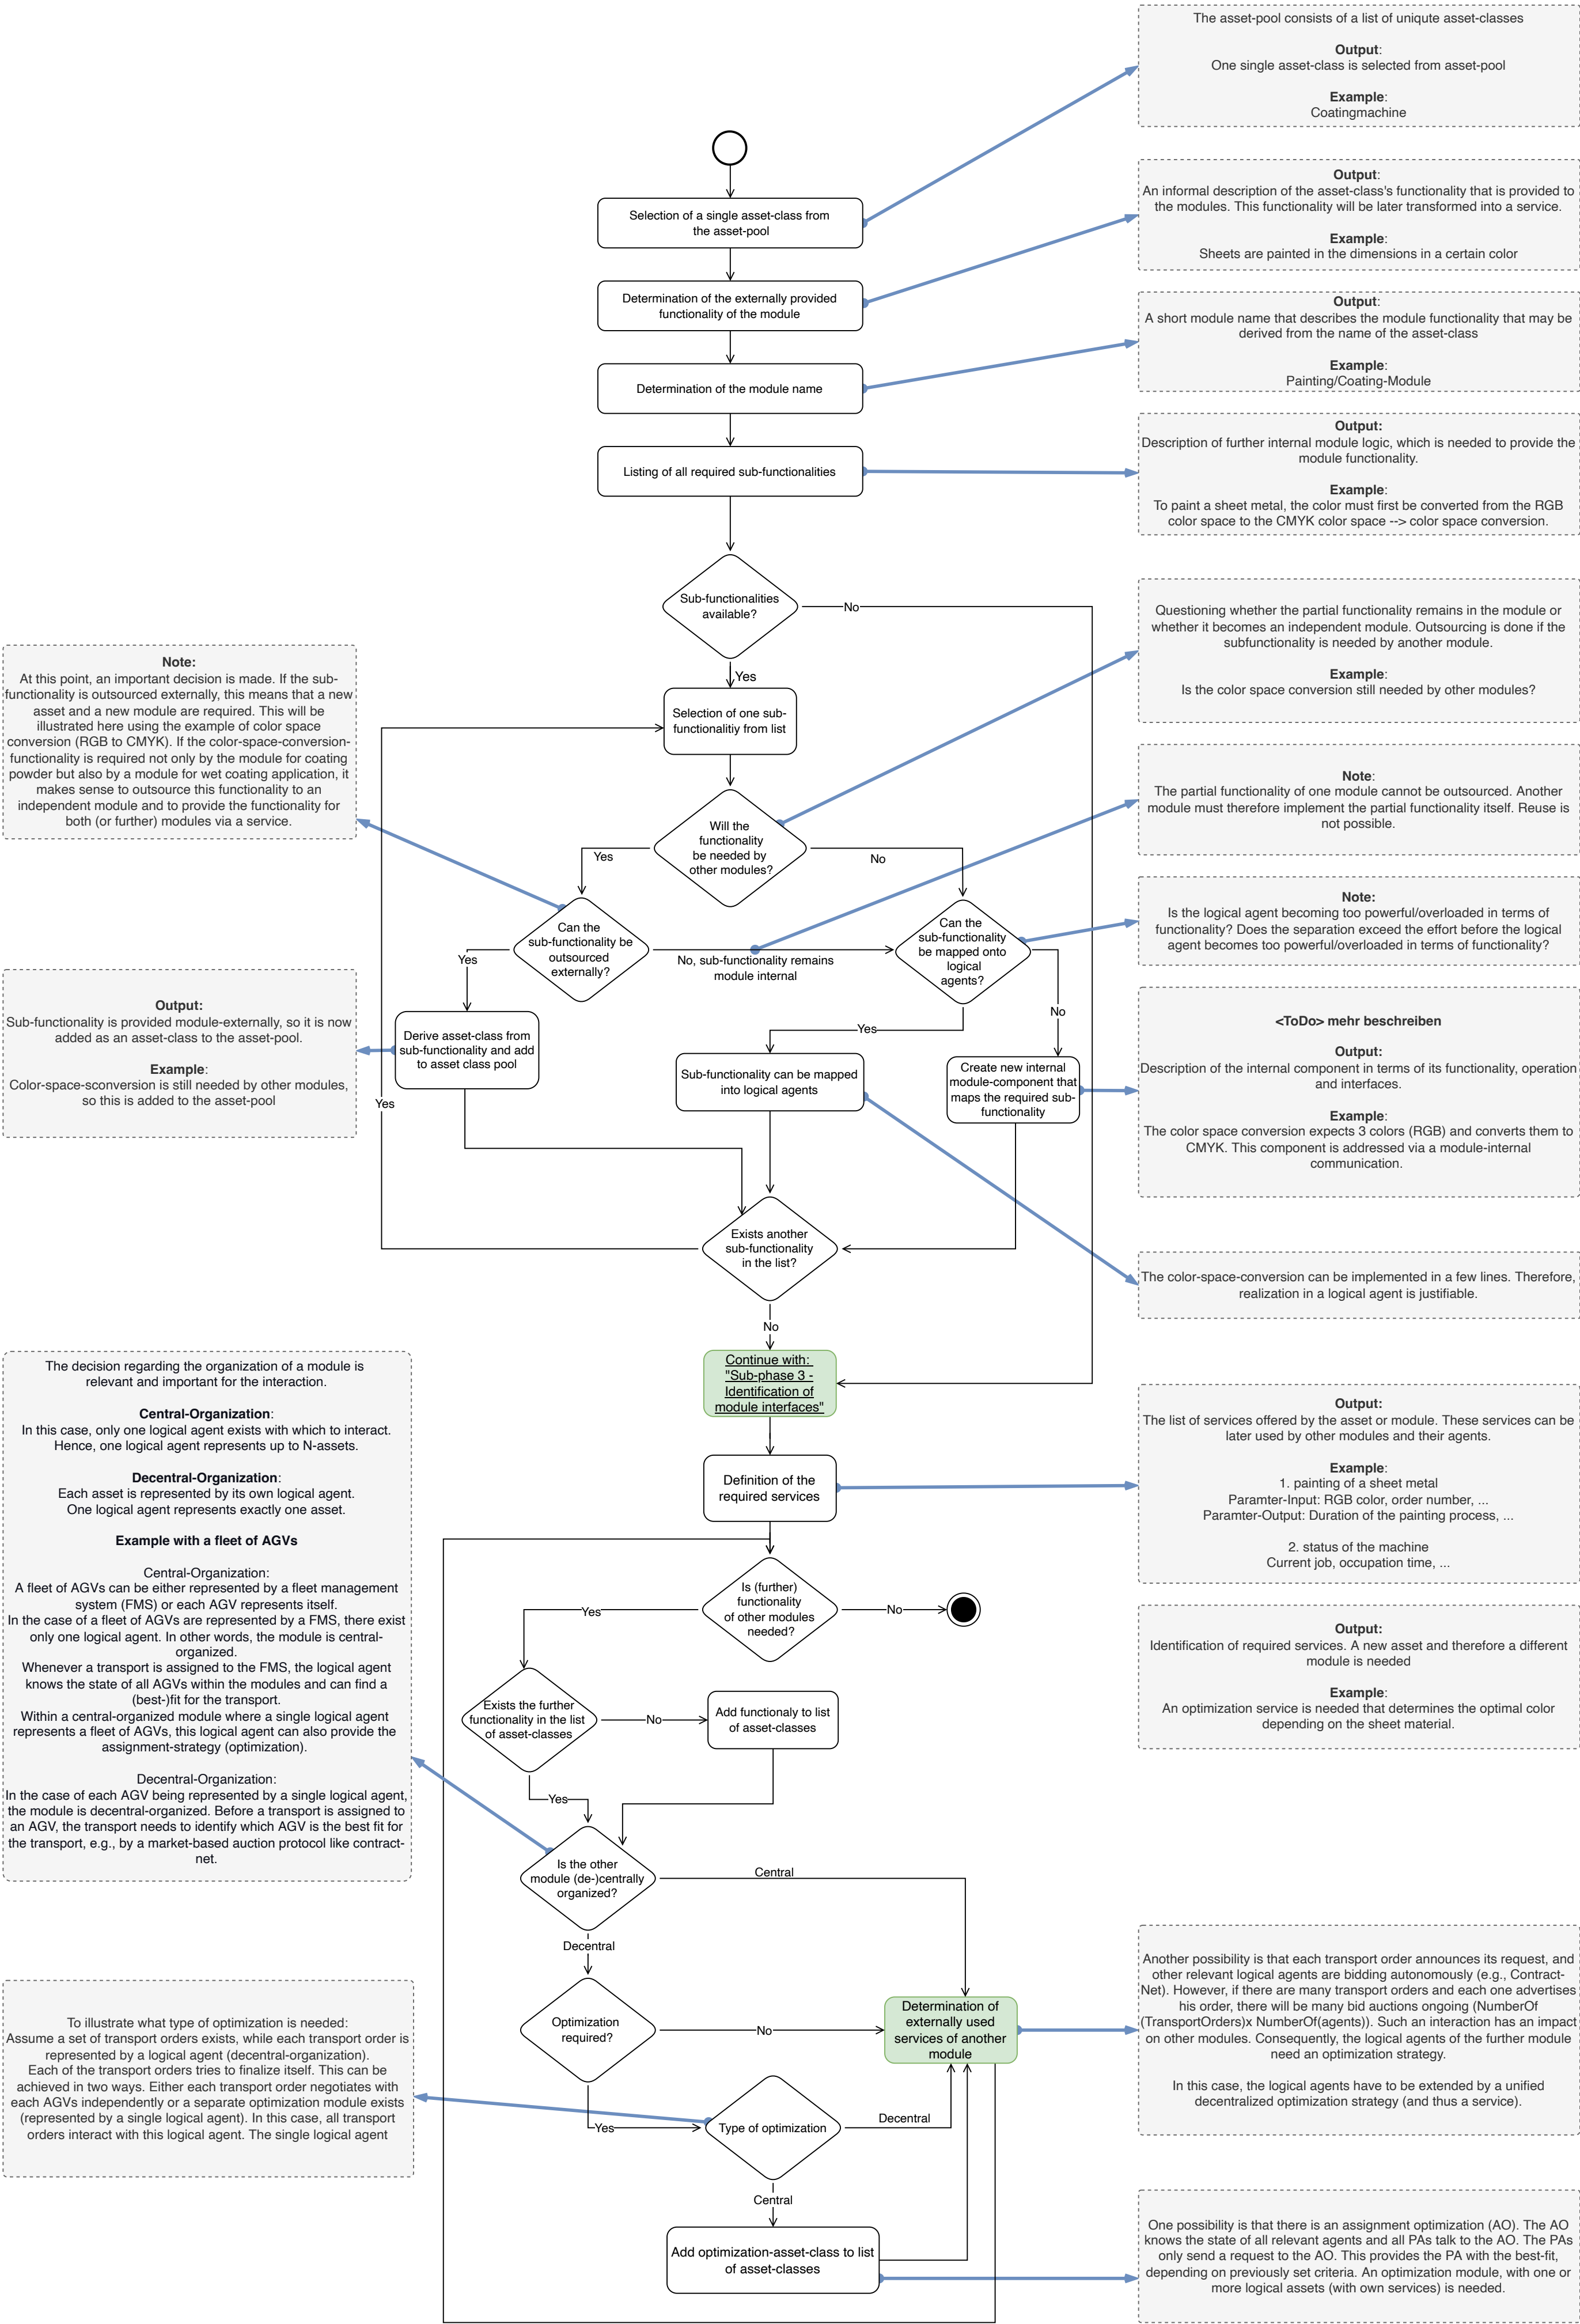 The asset-pool consists of a list of uniqute asset-classes
Output:
One single asset-class is selected from asset-pool
Example:
Coatingmachine
Selection of a single asset-class from
the asset-pool
Output:
An informal description of the asset-class's functionality that is provided to
the modules. This functionality will be later transformed into a service.
Example:
Sheets are painted in the dimensions in a certain color
Determination of the externally provided
functionality of the module
Output:
A short module name that describes the module functionality that may be
derived from the name of the asset-class
Example:
Painting/Coating-Module
Determination of the module name
Output:
Description of further internal module logic, which is needed to provide the
module functionality.
Example:
To paint a sheet metal, the color must first be converted from the RGB
color space to the CMYK color space --> color space conversion.
Listing of all required sub-functionalities
Sub-functionalities
available?
No
Yes
Questioning whether the partial functionality remains in the module or
whether it becomes an independent module. Outsourcing is done if the
subfunctionality is needed by another module.
Example:
Is the color space conversion still needed by other modules?
Note:
At this point, an important decision is made. If the sub-
functionality is outsourced externally, this means that a new
asset and a new module are required. This will be
illustrated here using the example of color space
conversion (RGB to CMYK). If the color-space-conversion-
functionality is required not only by the module for coating
powder but also by a module for wet coating application, it
makes sense to outsource this functionality to an
independent module and to provide the functionality for
both (or further) modules via a service.
Selection of one sub-
functionalitiy from list
Note:
The partial functionality of one module cannot be outsourced. Another
module must therefore implement the partial functionality itself. Reuse is
not possible.
Will the
functionality
be needed by
other modules?
Yes
No
Can the
sub-functionality be
outsourced
externally?
Yes
No, sub-functionality remains
module internal
Can the
sub-functionality
be mapped onto
logical
agents?
Yes
No
Note:
Is the logical agent becoming too powerful/overloaded in terms of
functionality? Does the separation exceed the effort before the logical
agent becomes too powerful/overloaded in terms of functionality?
Output:
Sub-functionality is provided module-externally, so it is now
added as an asset-class to the asset-pool.
Example:
Color-space-sconversion is still needed by other modules,
so this is added to the asset-pool
Derive asset-class from
sub-functionality and add
to asset class pool
Sub-functionality can be mapped
into logical agents
Create new internal
module-component that
maps the required sub-
functionality
<ToDo> mehr beschreiben
Output:
Description of the internal component in terms of its functionality, operation
and interfaces.
Example:
The color space conversion expects 3 colors (RGB) and converts them to
CMYK. This component is addressed via a module-internal
communication.
Yes
Exists another
sub-functionality
in the list?
No
The color-space-conversion can be implemented in a few lines. Therefore,
realization in a logical agent is justifiable.
Continue with:
"Sub-phase 3 -
Identification of
module interfaces"
The decision regarding the organization of a module is
relevant and important for the interaction.
Central-Organization:
In this case, only one logical agent exists with which to interact.
Hence, one logical agent represents up to N-assets.
Decentral-Organization:
Each asset is represented by its own logical agent.
One logical agent represents exactly one asset.
Example with a fleet of AGVs
Central-Organization:
A fleet of AGVs can be either represented by a fleet management
system (FMS) or each AGV represents itself.
In the case of a fleet of AGVs are represented by a FMS, there exist
only one logical agent. In other words, the module is central-
organized.
Whenever a transport is assigned to the FMS, the logical agent
knows the state of all AGVs within the modules and can find a
(best-)fit for the transport.
Within a central-organized module where a single logical agent
represents a fleet of AGVs, this logical agent can also provide the
assignment-strategy (optimization).
Decentral-Organization:
In the case of each AGV being represented by a single logical agent,
the module is decentral-organized. Before a transport is assigned to
an AGV, the transport needs to identify which AGV is the best fit for
the transport, e.g., by a market-based auction protocol like contract-
net.
Definition of the
required services
Output:
The list of services offered by the asset or module. These services can be
later used by other modules and their agents.
Example:
1. painting of a sheet metal
Paramter-Input: RGB color, order number, ...
Paramter-Output: Duration of the painting process, ...
2. status of the machine
Current job, occupation time, ...
Is (further)
functionality
of other modules
needed?
Yes
No
Output:
Identification of required services. A new asset and therefore a different
module is needed
Example:
An optimization service is needed that determines the optimal color
depending on the sheet material.
Exists the further
functionality in the list
of asset-classes
No
Add functionaly to list
of asset-classes
Yes
Is the other
module (de-)centrally
organized?
Central
Decentral
Optimization
required?
No
Yes
Determination of
externally used
services of another
module
Another possibility is that each transport order announces its request, and
other relevant logical agents are bidding autonomously (e.g., Contract-
Net). However, if there are many transport orders and each one advertises
his order, there will be many bid auctions ongoing (NumberOf
(TransportOrders)x NumberOf(agents)). Such an interaction has an impact
on other modules. Consequently, the logical agents of the further module
need an optimization strategy.
In this case, the logical agents have to be extended by a unified
decentralized optimization strategy (and thus a service).
To illustrate what type of optimization is needed:
Assume a set of transport orders exists, while each transport order is
represented by a logical agent (decentral-organization).
Each of the transport orders tries to finalize itself. This can be
achieved in two ways. Either each transport order negotiates with
each AGVs independently or a separate optimization module exists
(represented by a single logical agent). In this case, all transport
orders interact with this logical agent. The single logical agent
Type of optimization
Decentral
Central
Add optimization-asset-class to list
of asset-classes
One possibility is that there is an assignment optimization (AO). The AO
knows the state of all relevant agents and all PAs talk to the AO. The PAs
only send a request to the AO. This provides the PA with the best-fit,
depending on previously set criteria. An optimization module, with one or
more logical assets (with own services) is needed.